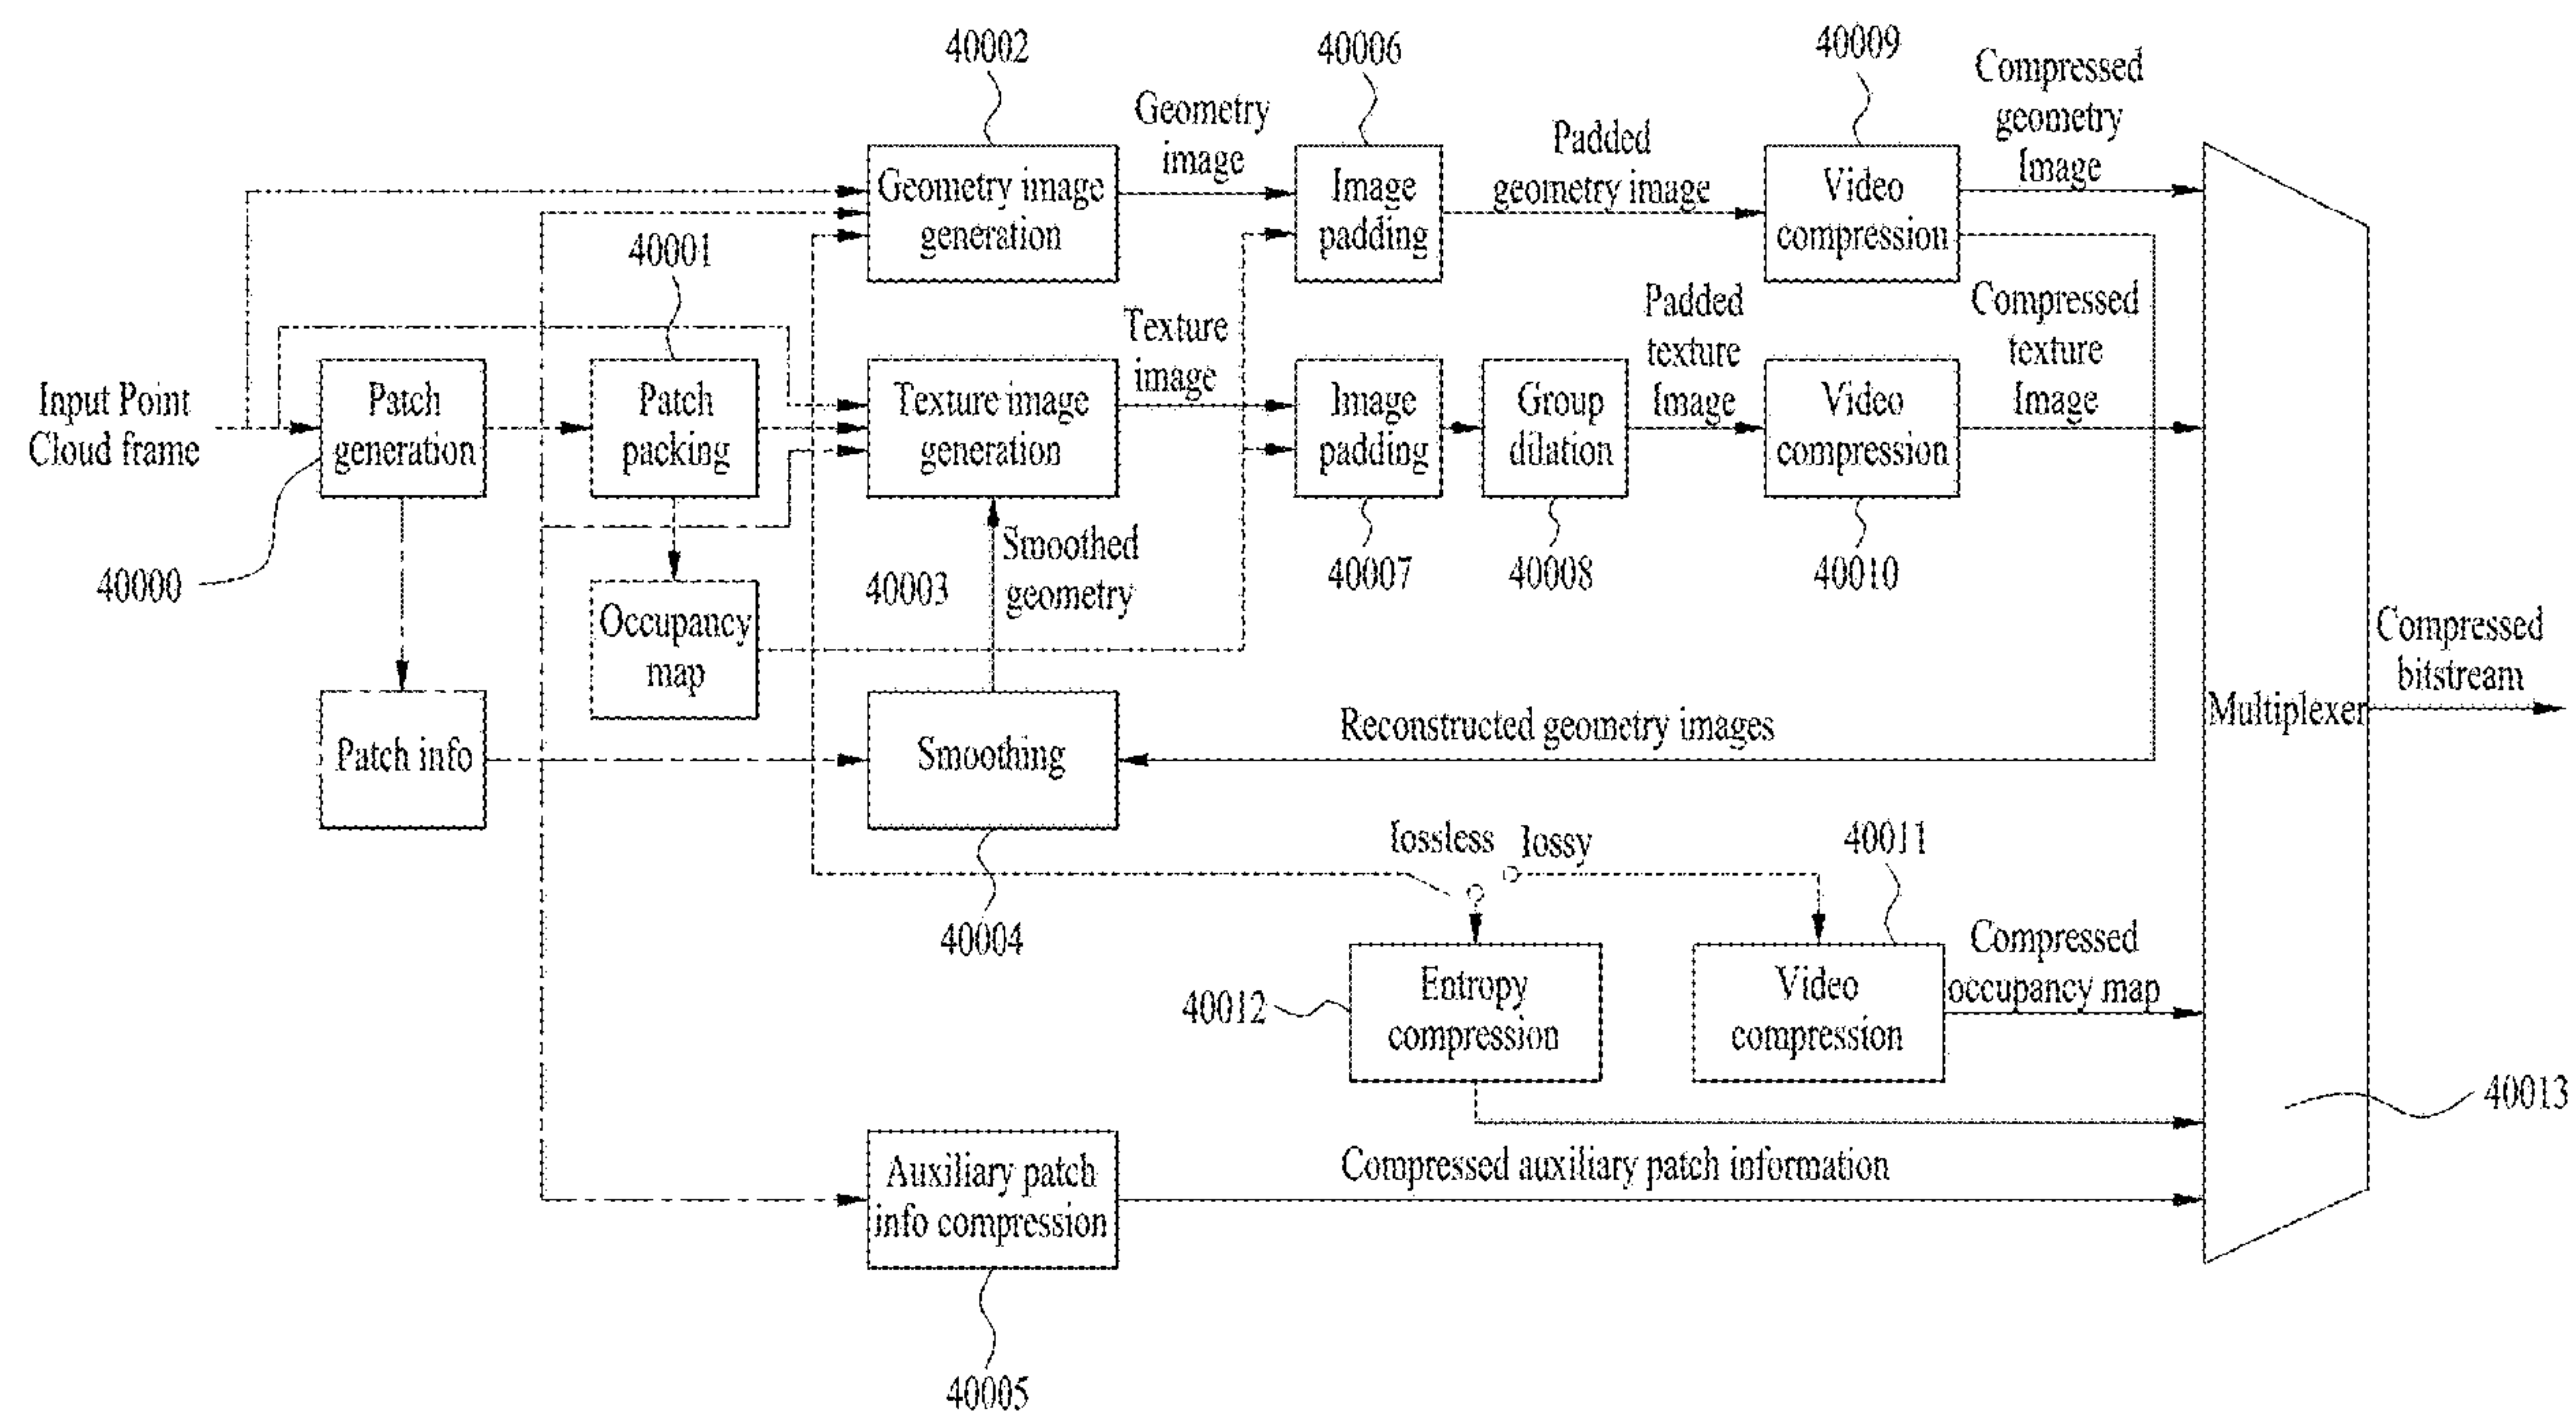 40002
40006
40009
Compressed
geometry
Image
Geometry
image
Padded
geometry image
Geometry image
generation
Image
padding
Video
compression
40001
Texture
image
Padded
texture
Image
Compressed
texture
Image
Input Point
Cloud frame
Patch
generation
Patch
packing
Texture image
generation
Image
padding
Group
dilation
Video
compression
40000
40003
Smoothed
geometry
40007
40008
40010
Occupancy
map
Compressed
bitstream
Multiplexer
Patch info
Smoothing
Reconstructed geometry images
lossless
lossy
40011
40004
40012
Entropy
compression
Video
compression
Compressed
occupancy map
40013
Auxiliary patch
info compression
Compressed auxiliary patch information
40005